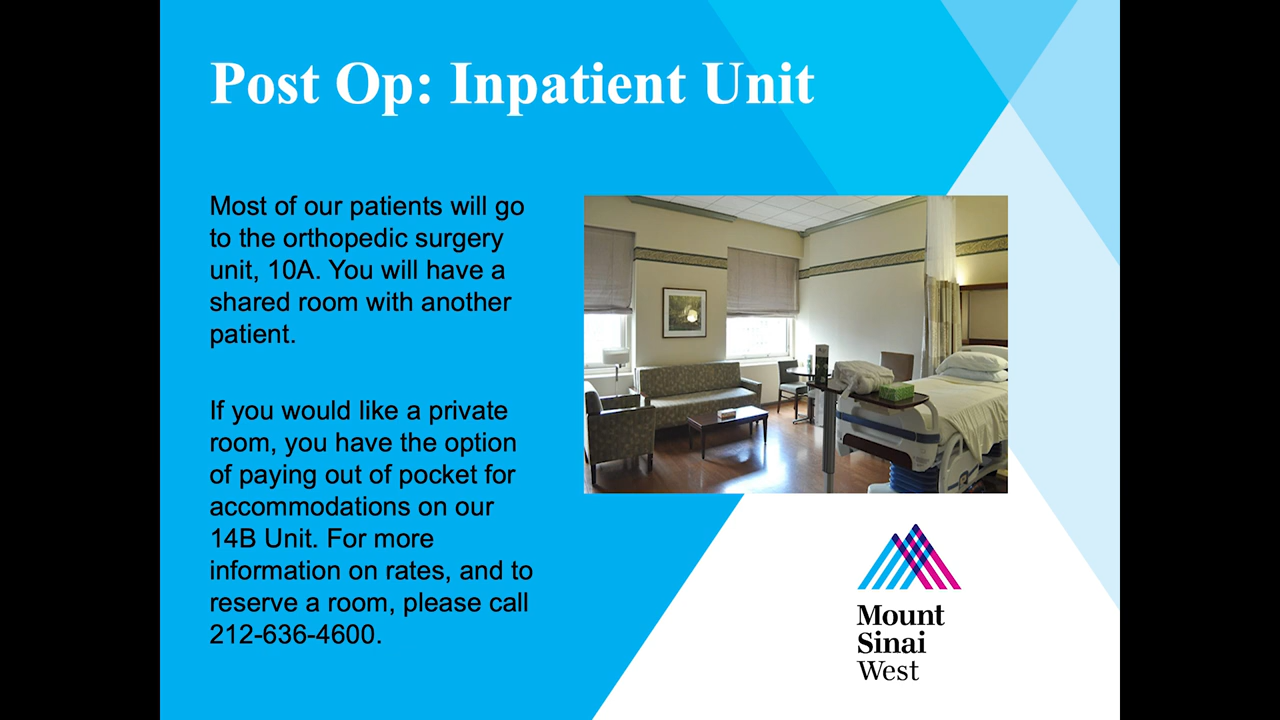 Post Op: Inpatient Unit
Most of our patients will go
to the orthopedic surgery
unit, 10A. You will have a
shared room with another
patient.
If you would like a private
room, you have the option
of paying out of pocket for
accommodations on our
14B Unit. For more
information on rates, and to
reserve a room, please call
212-636-4600.
Mount
Sinai
West